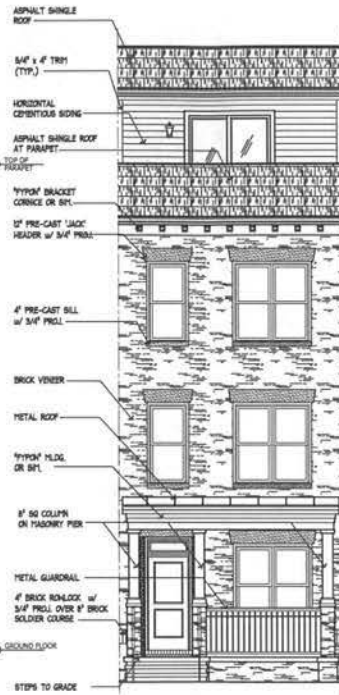 ASPHALT SHINGLE
ROOF
5/4" x 4" TRIM
(TYP.)
HORIZONTAL
CEMENTIOUS SIDING
ASPHALT SHINGLE ROOF
AT PARAPET
TOP OF
PARAPET
"FYPON" BRACKET
CORNICE OR SIM.
12" PRE-CAST 'JACK'
HEADER w/ 3/4" PROJ.
4" PRE-CAST SILL
w/ 3/4" PROJ.
BRICK VENEER
METAL ROOF
"FYPON" MLDG.
OR SIM.
8" SQ COLUMN
ON MASONRY PIER
METAL GUARDRAIL
4" BRICK ROWLOCK w/
3/4" PROJ. OVER 8" BRICK
SOLDIER COURSE
GROUND FLOOR
STEPS TO GRADE